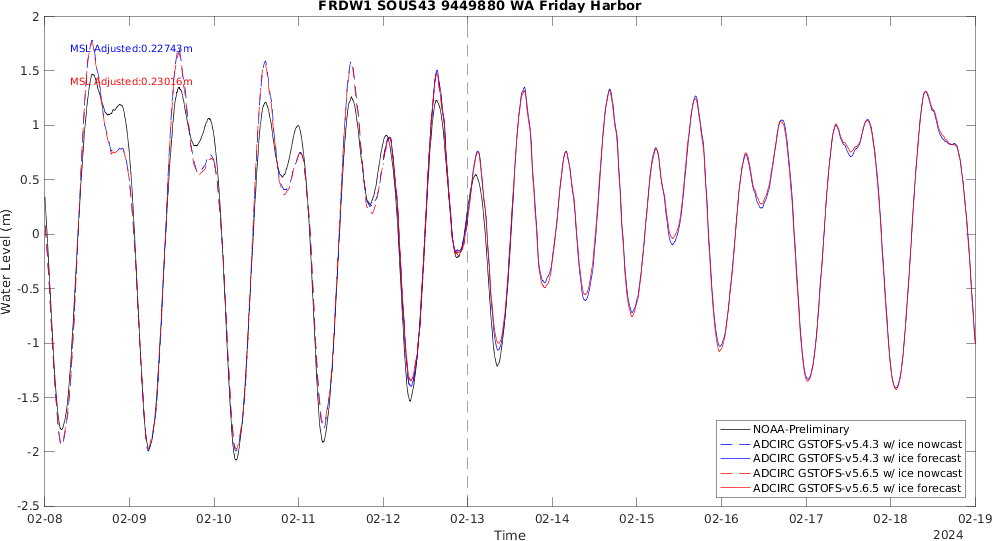 FRDW1 SOUS43 9449880 WA Friday Harbor
MSL Adjusted:0.22743m
MSL Adjusted:0.23016m
2
1.5
1
0.5
0
-0.5
-1
-1.5
-2
-2.5
Water Level (m)
NOAA-Preliminary
ADCIRC GSTOFS-v5.4.3 w/ ice nowcast
ADCIRC GSTOFS-v5.4.3 w/ ice forecast
ADCIRC GSTOFS-v5.6.5 w/ ice nowcast
ADCIRC GSTOFS-v5.6.5 w/ ice forecast
02-08 02-09 02-10 02-11 02-12 02-13 02-14 02-15 02-16 02-17 02-18 02-19
Time
2024